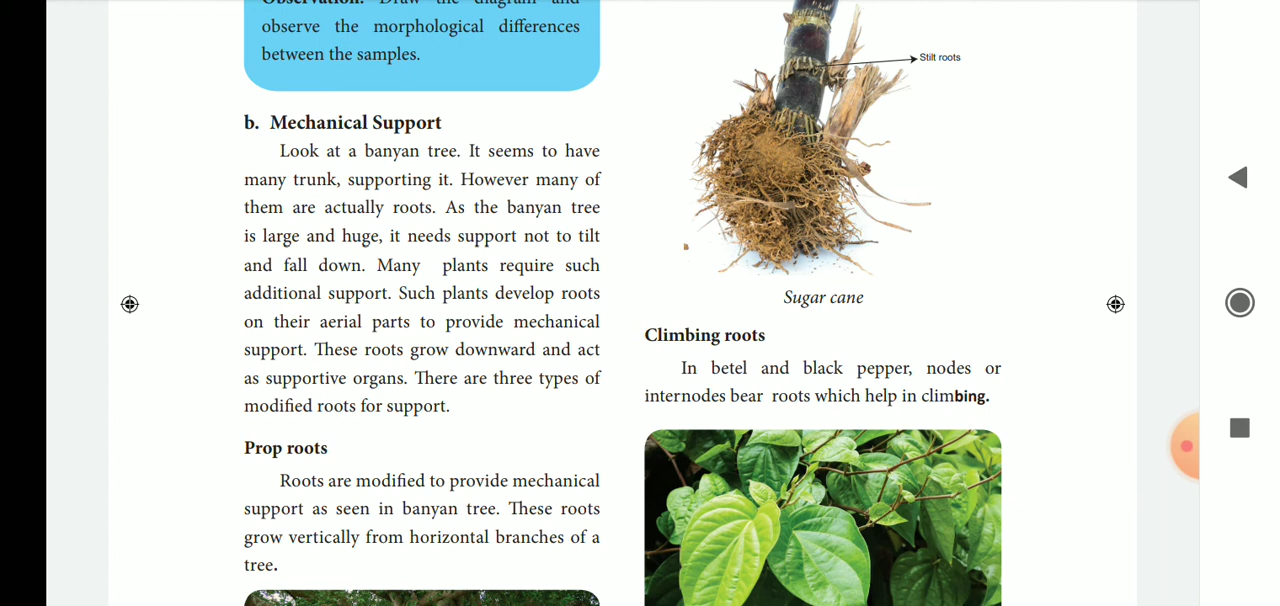 Observation: Draw the diagram and
observe the morphological differences
between the samples.
b. Mechanical Support
Look at a banyan tree. It seems to have
many trunk, supporting it. However many of
them are actually roots. As the banyan tree
is large and huge, it needs support not to tilt
and fall down. Many plants require such
additional support. Such plants develop roots
on their aerial parts to provide mechanical
support. These roots grow downward and act
as supportive organs. There are three types of
modified roots for support.
Prop roots
Roots are modified to provide mechanical
support as seen in banyan tree. These roots
grow vertically from horizontal branches of a
tree.
Stilt roots
Sugar cane
Climbing roots
In betel and black pepper, nodes or
internodes bear roots which help in climbing.